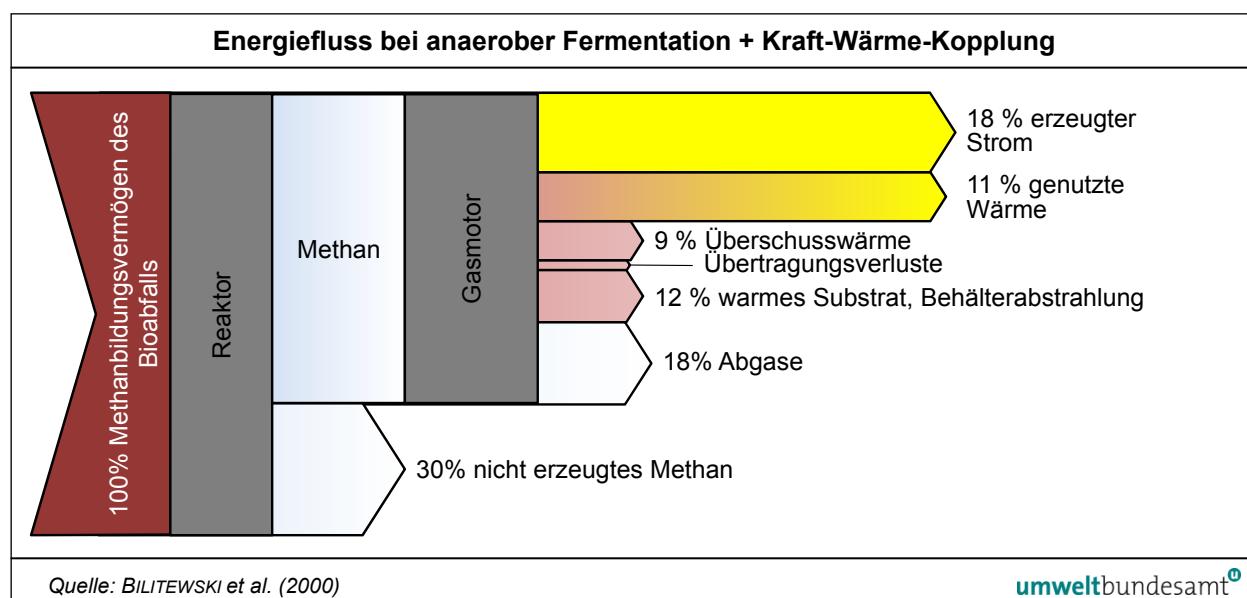 Energiefluss bei anaerober Fermentation + Kraft-Wärme-Kopplung
100% Methanbildungsvermögen des
Bioabfalls
Reaktor
Methan
Gasmotor
18 % erzeugter
Strom
11 % genutzte
Wärme
9 % Überschusswärme
Übertragungsverluste
12 % warmes Substrat, Behälterabstrahlung
18% Abgase
30% nicht erzeugtes Methan
Quelle: BILITEWSKI et al. (2000)
umweltbundesamt u